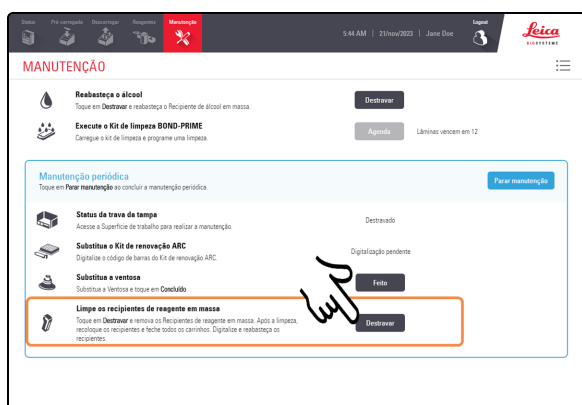 Status Pré-carregado Descarregar Reagentes Manutenção Logout
5:44 AM | 21/nov/2023 | Jane Doe
Leica
BIOSYSTEMS
MANUTENÇÃO
Reabasteça o álcool
Toque em Destravar e reabasteça o Recipiente de álcool em massa.
Destravar
Execute o Kit de limpeza BOND-PRIME
Carregue o kit de limpeza e programe uma limpeza.
Agenda
Lâminas vencem em 12
Manutenção periódica
Toque em Parar manutenção ao concluir a manutenção periódica.
Parar manutenção
Status da trava da tampa
Acesse a Superfície de trabalho para realizar a manutenção.
Destravado
Substitua o Kit de renovação ARC
Digitalize o código de barras do Kit de renovação ARC.
Digitalização pendente
Substitua a ventosa
Substitua a Ventosa e toque em Concluído
Feito
Limpe os recipientes de reagente em massa
Toque em Destravar e remova os Recipientes de reagente em massa. Após a limpeza,
recoloque os recipientes e feche todos os carrinhos. Digitalize e reabasteça os
recipientes.
Destravar